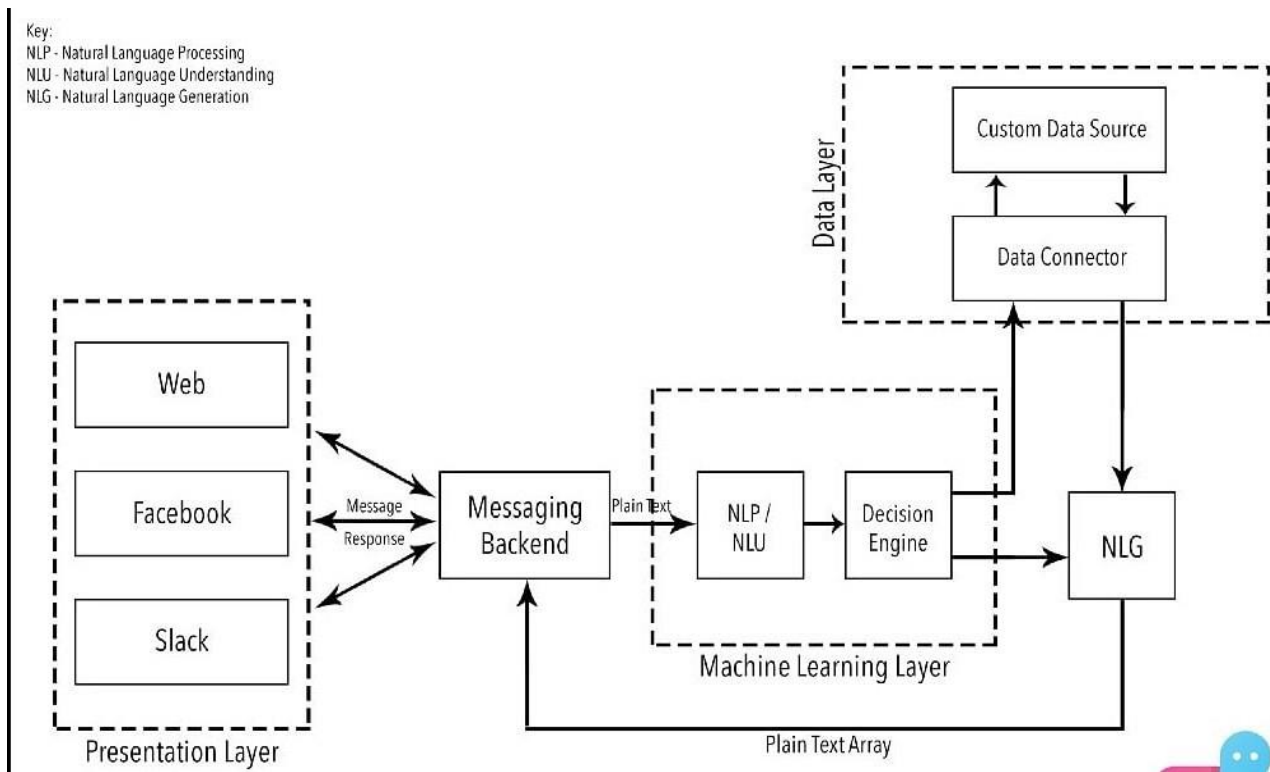 Key:
NLP - Natural Language Processing
NLU - Natural Language Understanding
NLG - Natural Language Generation
Custom Data Source
Data Layer
Data Connector
Web
Facebook
Slack
Presentation Layer
Message
Response
Messaging
Backend
Plain Text
NLP /
NLU
Decision
Engine
Machine Learning Layer
NLG
Plain Text Array